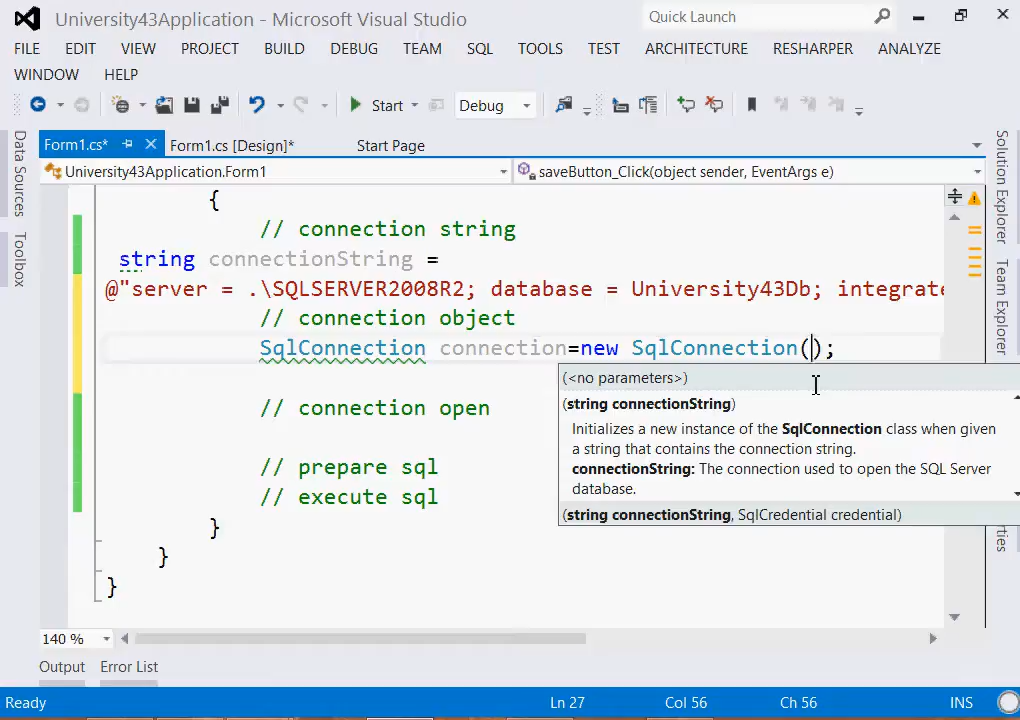 University43Application - Microsoft Visual Studio
Quick Launch
FILE EDIT VIEW PROJECT BUILD DEBUG TEAM SQL TOOLS TEST ARCHITECTURE RESHARPER ANALYZE
WINDOW HELP
Start Debug
Form1.cs* Form1.cs [Design]* Start Page
University43Application.Form1 saveButton_Click(object sender, EventArgs e)
Data Sources
Toolbox
Solution Explorer
Team Explorer
{
// connection string
string connectionString =
@"server = .\SQLSERVER2008R2; database = University43Db; integrate
// connection object
SqlConnection connection=new SqlConnection();
(<no parameters>)
(string connectionString)
Initializes a new instance of the SqlConnection class when given
a string that contains the connection string.
connectionString: The connection used to open the SQL Server
database.
(string connectionString, SqlCredential credential)
// connection open
// prepare sql
// execute sql
}
}
}
140 %
Output Error List
Ready Ln 27 Col 56 Ch 56 INS